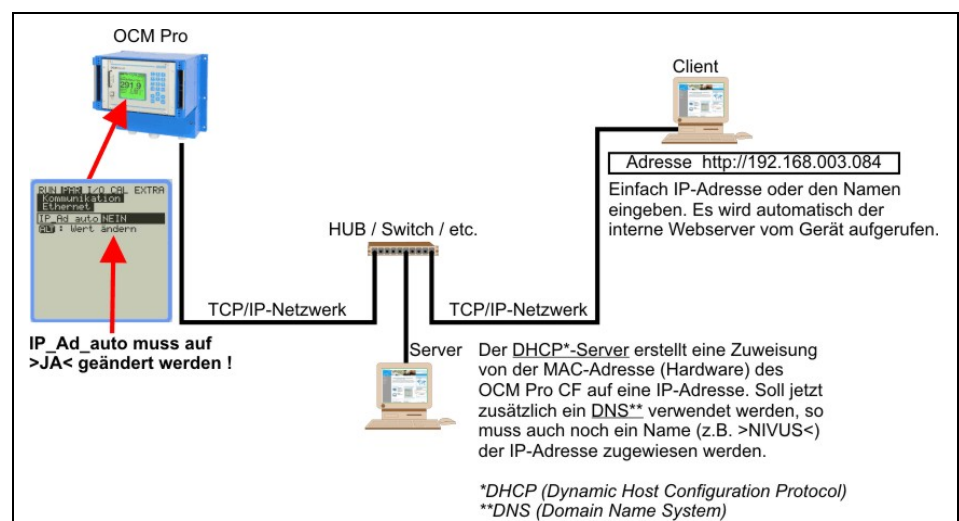 OCM Pro
291.0
RUN PAR I/O CAL EXTRA
Kommunikation
Ethernet
IP_Ad auto NEIN
ALT : Wert ändern
IP_Ad_auto muss auf
>JA< geändert werden !
TCP/IP-Netzwerk
HUB / Switch / etc.
TCP/IP-Netzwerk
Client
Adresse http://192.168.003.084
Einfach IP-Adresse oder den Namen
eingeben. Es wird automatisch der
interne Webserver vom Gerät aufgerufen.
Server
Der DHCP*-Server erstellt eine Zuweisung
von der MAC-Adresse (Hardware) des
OCM Pro CF auf eine IP-Adresse. Soll jetzt
zusätzlich ein DNS** verwendet werden, so
muss auch noch ein Name (z.B. >NIVUS<)
der IP-Adresse zugewiesen werden.
*DHCP (Dynamic Host Configuration Protocol)
**DNS (Domain Name System)